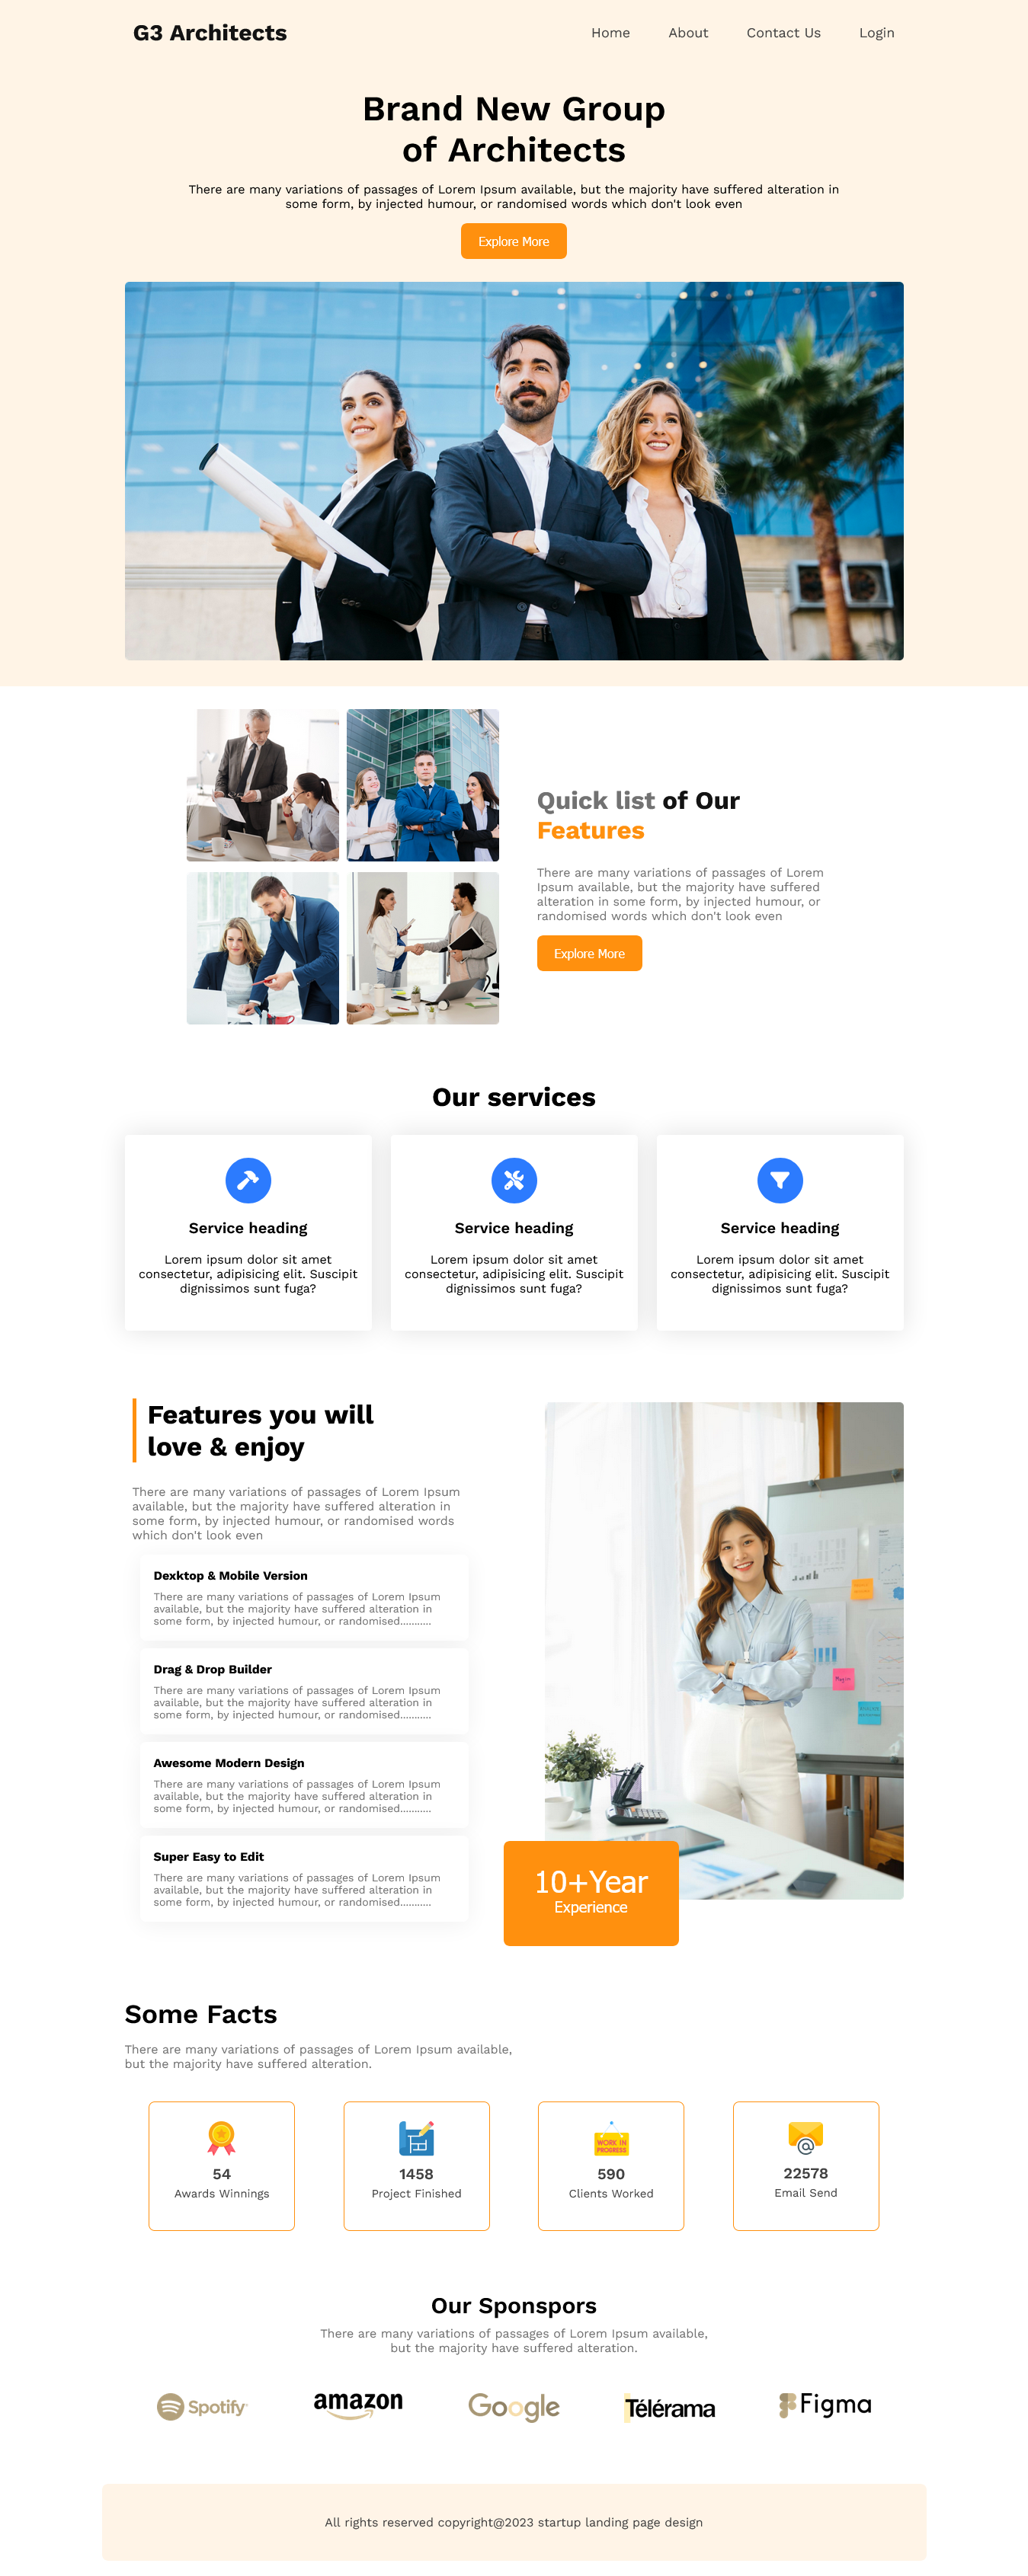 G3 Architects
Home About Contact Us Login
Brand New Group
of Architects
There are many variations of passages of Lorem Ipsum available, but the majority have suffered alteration in
some form, by injected humour, or randomised words which don't look even
Explore More
Quick list of Our
Features
There are many variations of passages of Lorem
Ipsum available, but the majority have suffered
alteration in some form, by injected humour, or
randomised words which don't look even
Explore More
Our services
Service heading
Lorem ipsum dolor sit amet
consectetur, adipisicing elit. Suscipit
dignissimos sunt fuga?
Service heading
Lorem ipsum dolor sit amet
consectetur, adipisicing elit. Suscipit
dignissimos sunt fuga?
Service heading
Lorem ipsum dolor sit amet
consectetur, adipisicing elit. Suscipit
dignissimos sunt fuga?
Features you will
love & enjoy
There are many variations of passages of Lorem Ipsum
available, but the majority have suffered alteration in
some form, by injected humour, or randomised words
which don't look even
Dexktop & Mobile Version
There are many variations of passages of Lorem Ipsum
available, but the majority have suffered alteration in
some form, by injected humour, or randomised...........
Drag & Drop Builder
There are many variations of passages of Lorem Ipsum
available, but the majority have suffered alteration in
some form, by injected humour, or randomised...........
Awesome Modern Design
There are many variations of passages of Lorem Ipsum
available, but the majority have suffered alteration in
some form, by injected humour, or randomised...........
Super Easy to Edit
There are many variations of passages of Lorem Ipsum
available, but the majority have suffered alteration in
some form, by injected humour, or randomised...........
10+Year
Experience
Some Facts
There are many variations of passages of Lorem Ipsum available,
but the majority have suffered alteration.
54
Awards Winnings
1458
Project Finished
WORK IN
PROGRESS
590
Clients Worked
22578
Email Send
Our Sponspors
There are many variations of passages of Lorem Ipsum available,
but the majority have suffered alteration.
Spotify
amazon
Google
Télérama
Figma
All rights reserved copyright@2023 startup landing page design